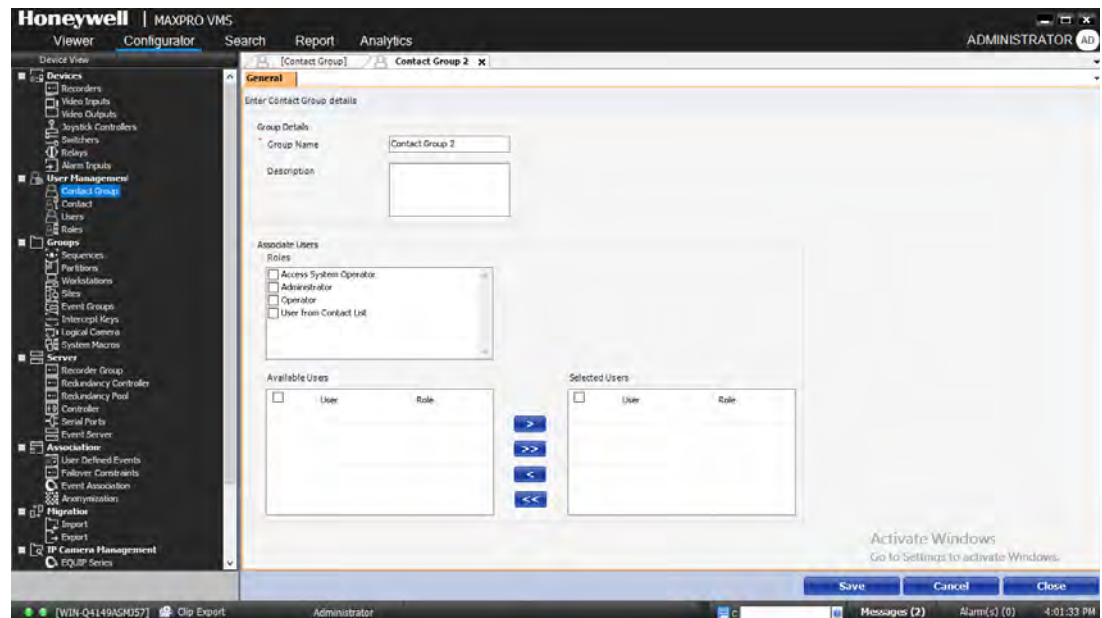 Honeywell | MAXPRO VMS
Viewer Configurator Search Report Analytics ADMINISTRATOR AD
Device View
[Contact Group] Contact Group 2 x
Devices
Recorders
Video Inputs
Video Outputs
Joystick Controllers
Switchers
Relays
Alarm Inputs
User Management
Contact Group
Contact
Users
Roles
Groups
Sequences
Partitions
Workstations
Sites
Event Groups
Intercept Keys
Logical Camera
System Macros
Server
Recorder Group
Redundancy Controller
Redundancy Pool
Controller
Serial Ports
Event Server
Association
User Defined Events
Failover Constraints
Event Association
Anonymization
Migration
Import
Export
IP Camera Management
EQUIP Series
General
Enter Contact Group details
Group Details
* Group Name Contact Group 2
Description
Associate Users
Roles
Access System Operator
Administrator
Operator
User from Contact List
Available Users Selected Users
User Role User Role
>
>>
<
<<
Activate Windows
Go to Settings to activate Windows.
Save Cancel Close
[WIN-Q4149ASMJ57] Clip Export Administrator C Messages (2) Alarm(s) (0) 4:01:33 PM